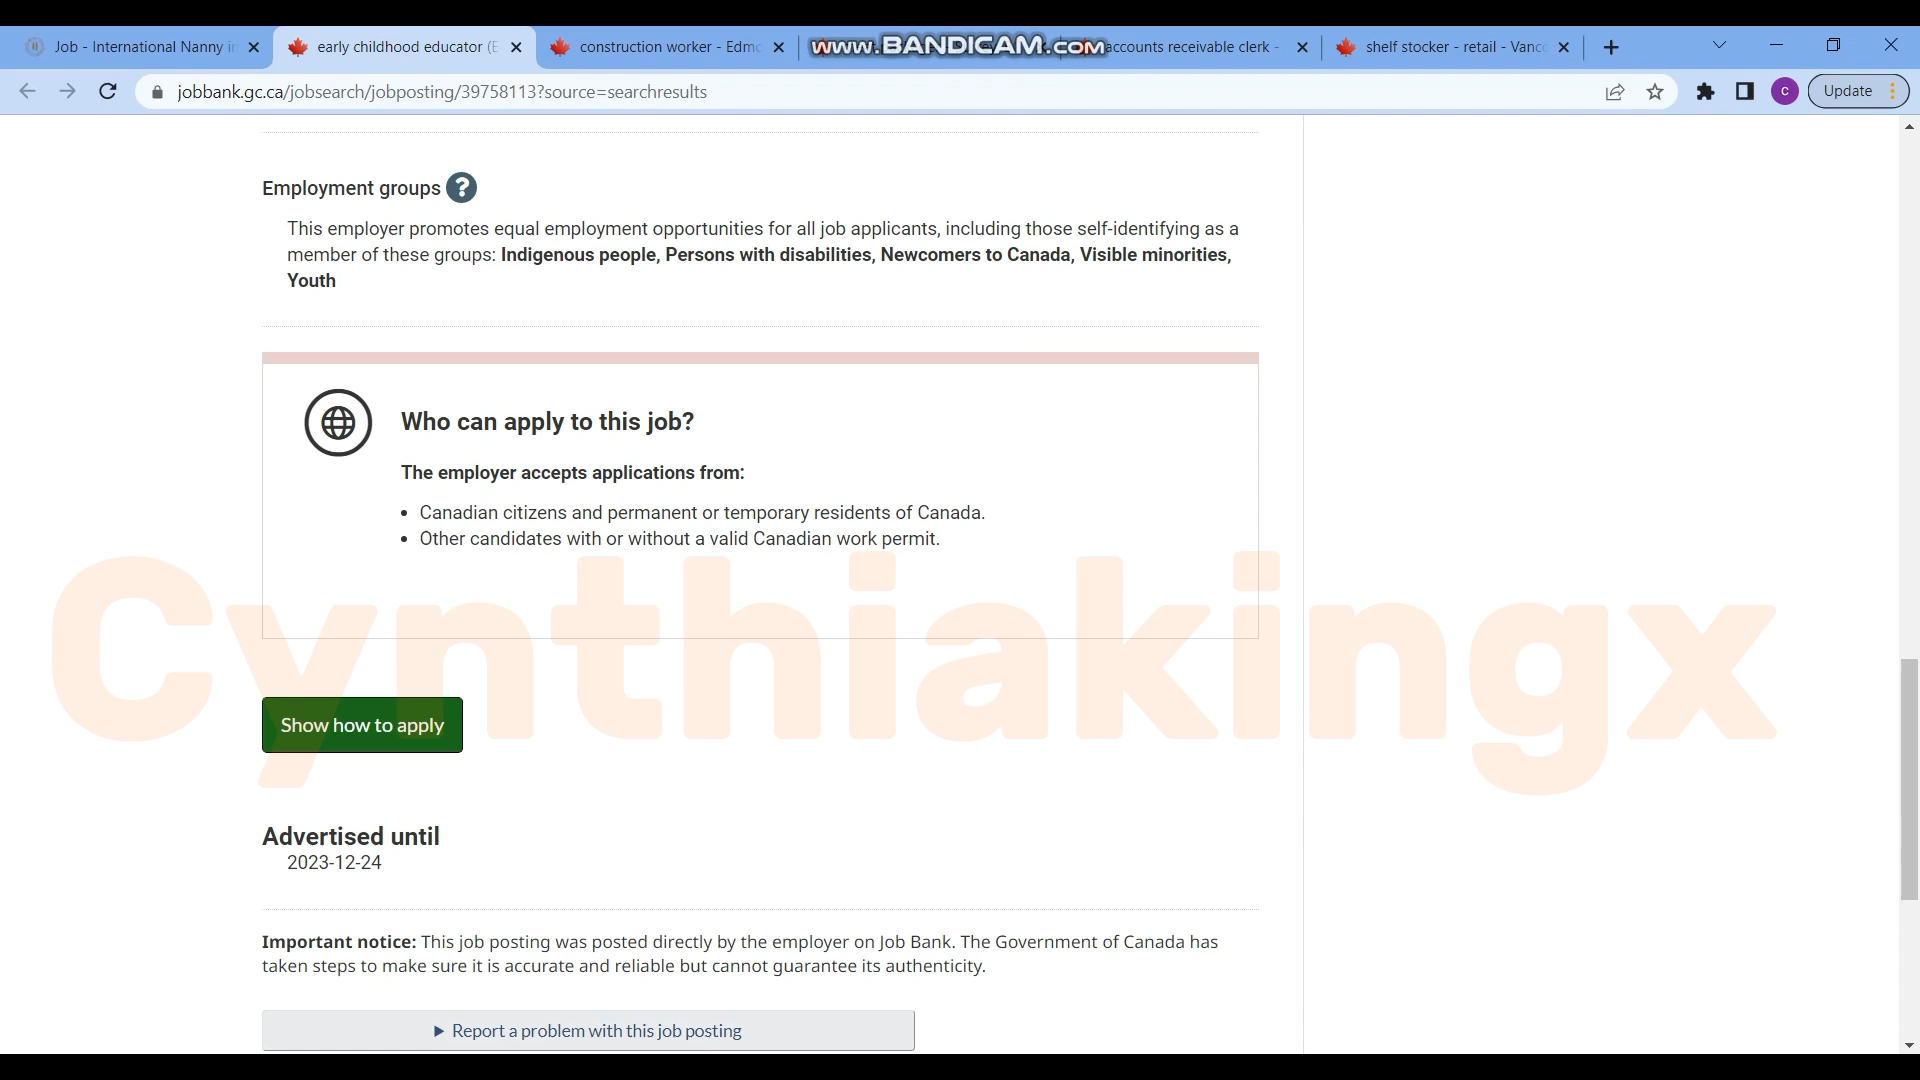 Job - International Nanny in
early childhood educator (E
construction worker - Edmo
www.BANDICAM.com
accounts receivable clerk -
shelf stocker - retail - Vanc
jobbank.gc.ca/jobsearch/jobposting/39758113?source=searchresults
C
Update
Employment groups ?
This employer promotes equal employment opportunities for all job applicants, including those self-identifying as a
member of these groups: Indigenous people, Persons with disabilities, Newcomers to Canada, Visible minorities,
Youth
Who can apply to this job?
The employer accepts applications from:
• Canadian citizens and permanent or temporary residents of Canada.
• Other candidates with or without a valid Canadian work permit.
Cynthiakingx
Show how to apply
Advertised until
2023-12-24
Important notice: This job posting was posted directly by the employer on Job Bank. The Government of Canada has
taken steps to make sure it is accurate and reliable but cannot guarantee its authenticity.
Report a problem with this job posting